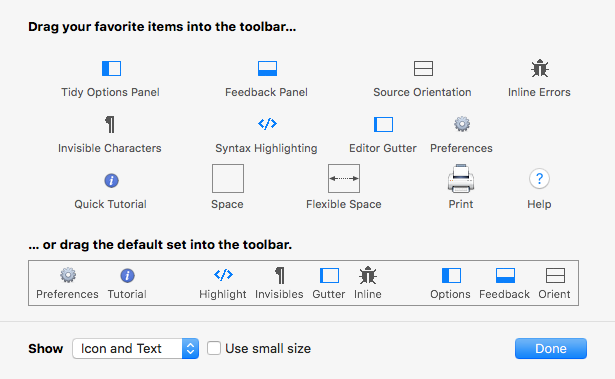 Drag your favorite items into the toolbar...
Tidy Options Panel Feedback Panel Source Orientation Inline Errors
Invisible Characters Syntax Highlighting Editor Gutter Preferences
Quick Tutorial Space Flexible Space Print Help
... or drag the default set into the toolbar.
Preferences Tutorial Highlight Invisibles Gutter Inline Options Feedback Orient
Show Icon and Text Use small size Done